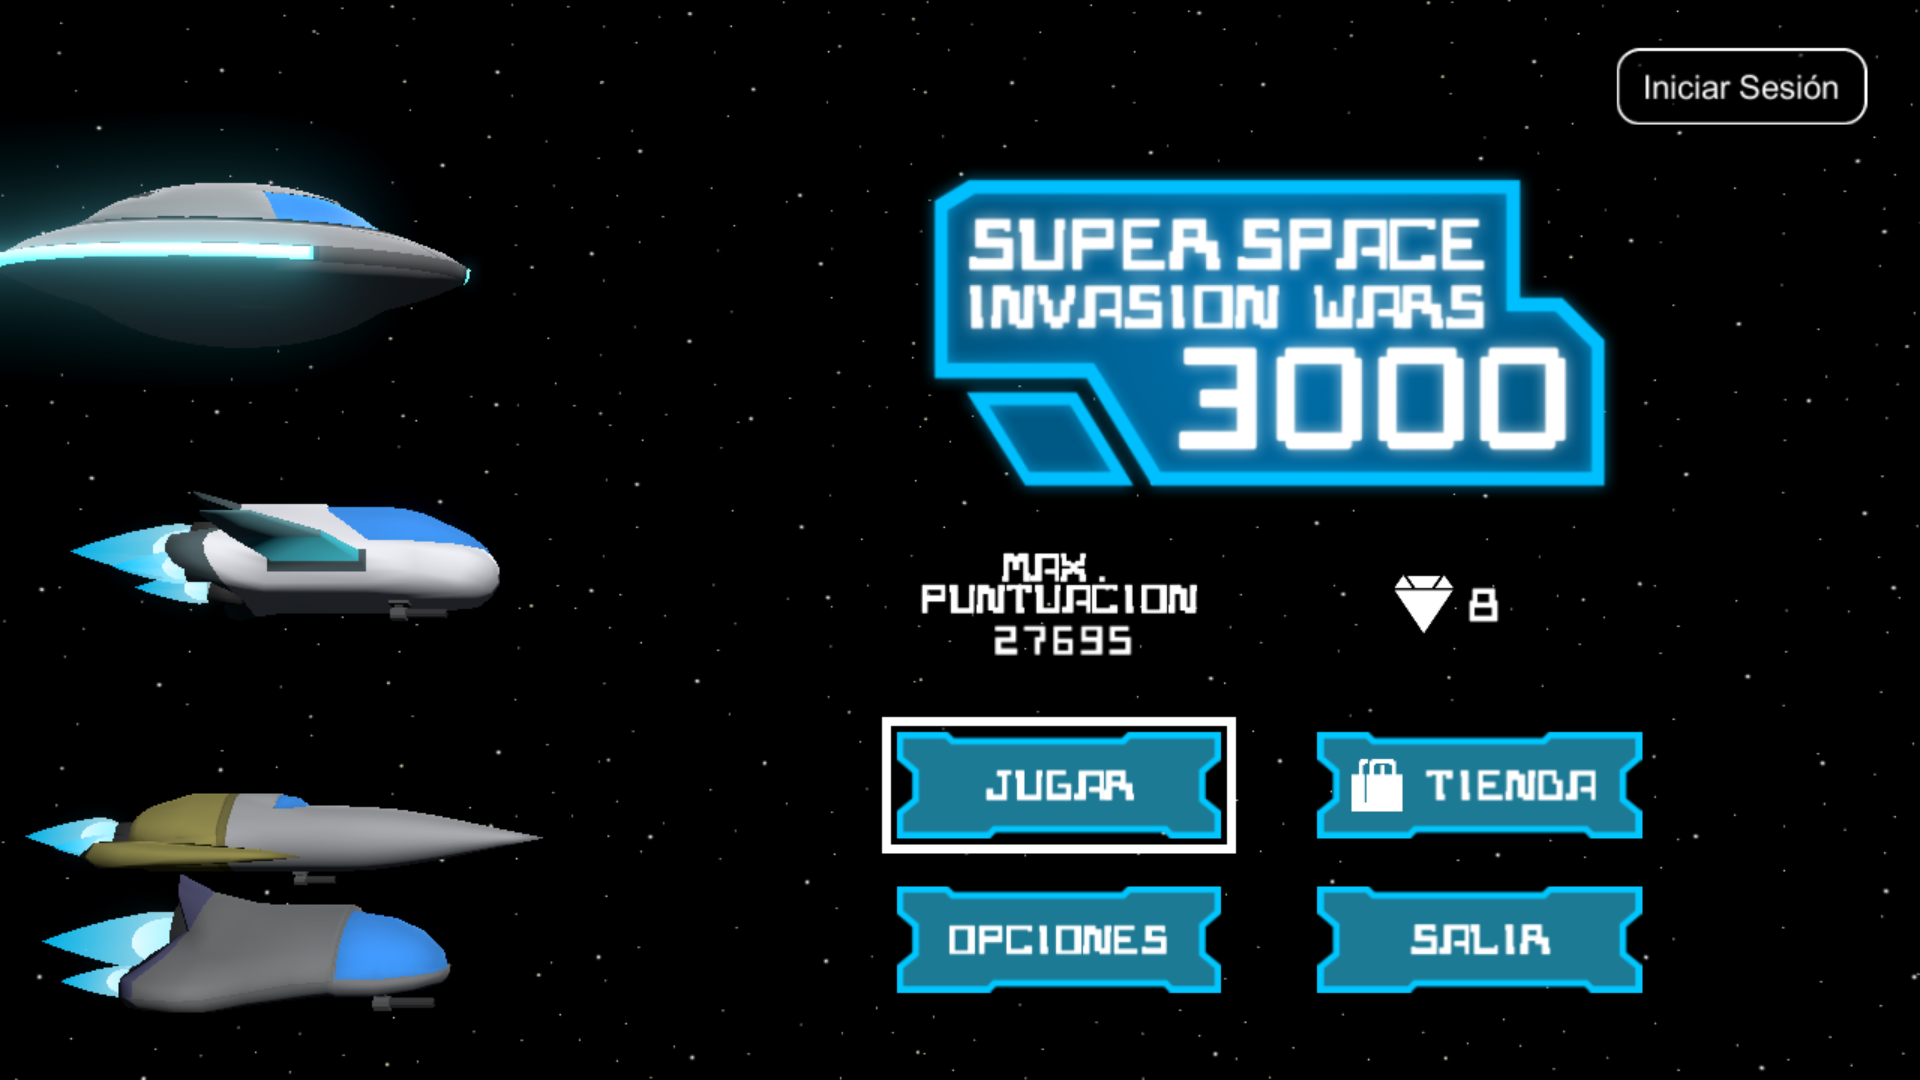 Iniciar Sesión
SUPER SPACE
INVASION WARS
3000
MAX.
PUNTUACION
27695
8
JUGAR
TIENDA
OPCIONES
SALIR